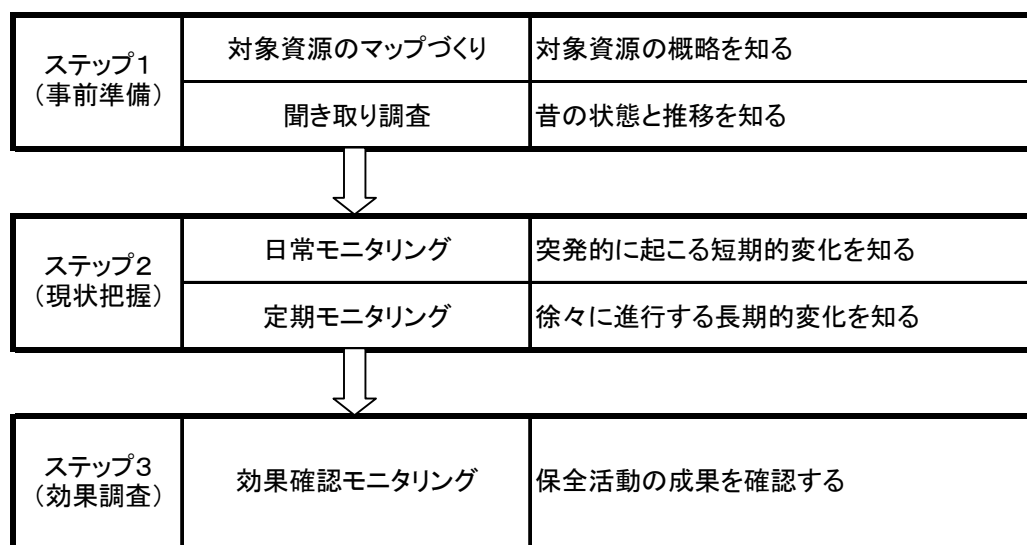 ステップ1
（事前準備）
対象資源のマップづくり
対象資源の概略を知る
聞き取り調査
昔の状態と推移を知る
ステップ2
（現状把握）
日常モニタリング
突発的に起こる短期的変化を知る
定期モニタリング
徐々に進行する長期的変化を知る
ステップ3
（効果調査）
効果確認モニタリング
保全活動の成果を確認する